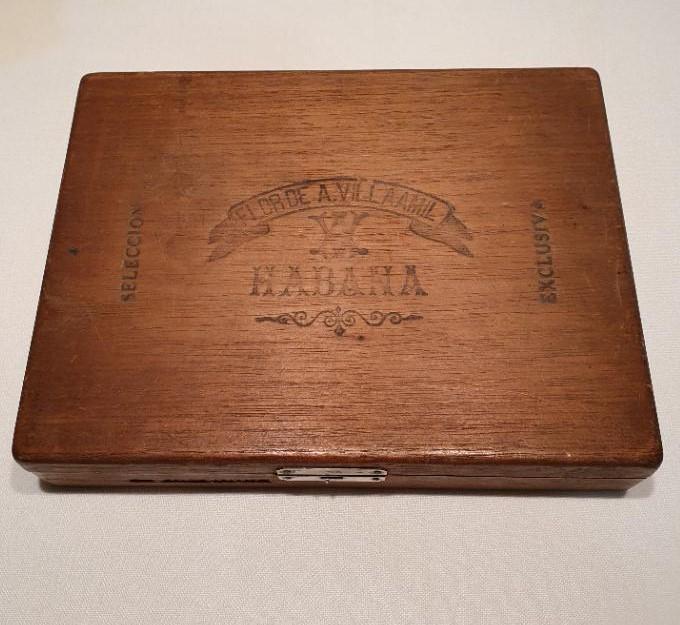 FLOR DE A. VILLAAMIL
HABANA
SELECCION
EXCLUSIVA